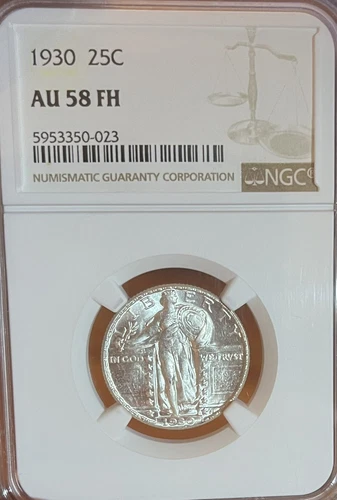 1930 25C
AU 58 FH
5953350-023
NUMISMATIC GUARANTY CORPORATION
NGC
LIBERTY
IN GOD WE TRUST
1930